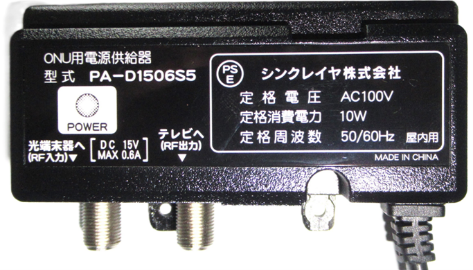 ONU用電源供給器
型式 PA-D1506S5
POWER
光端末器へ
(RF入力)▼
DC 15V
MAX 0.6A
テレビへ
(RF出力)
▼
PS
E
シンクレイヤ株式会社
定格電圧 AC100V
定格消費電力 10W
定格周波数 50/60Hz 屋内用
MADE IN CHINA